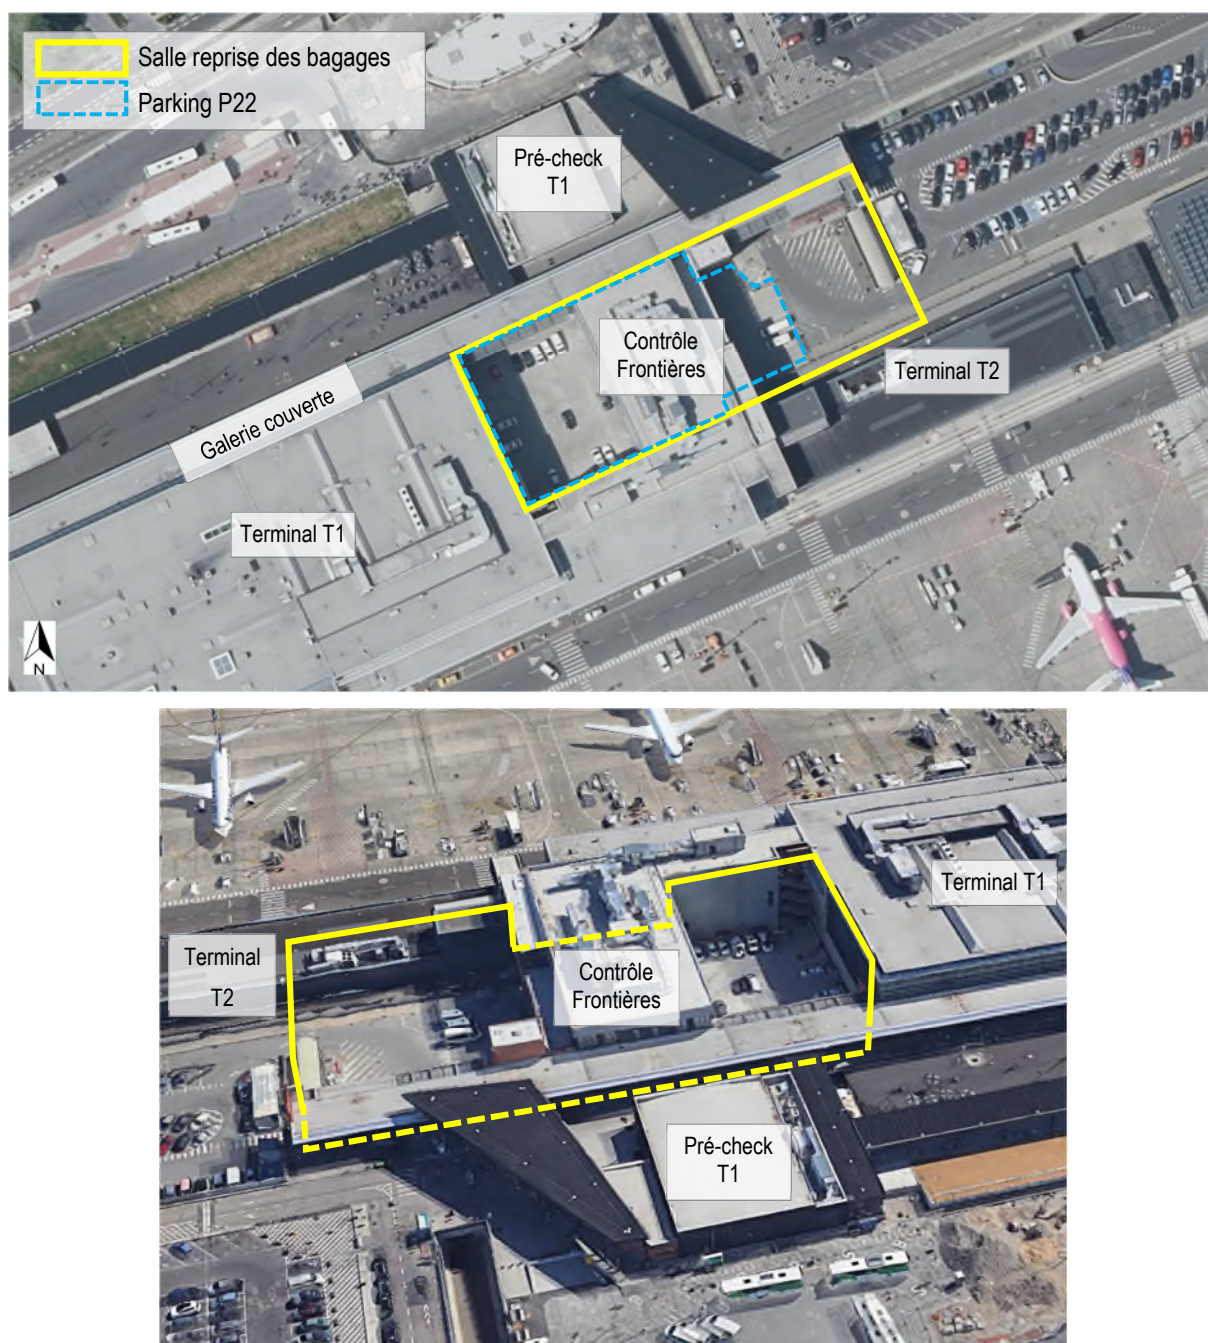 Salle reprise des bagages
Parking P22
Pré-check
T1
Contrôle
Frontières
Terminal T2
Galerie couverte
Terminal T1
N
Terminal T1
Terminal
T2
Contrôle
Frontières
Pré-check
T1